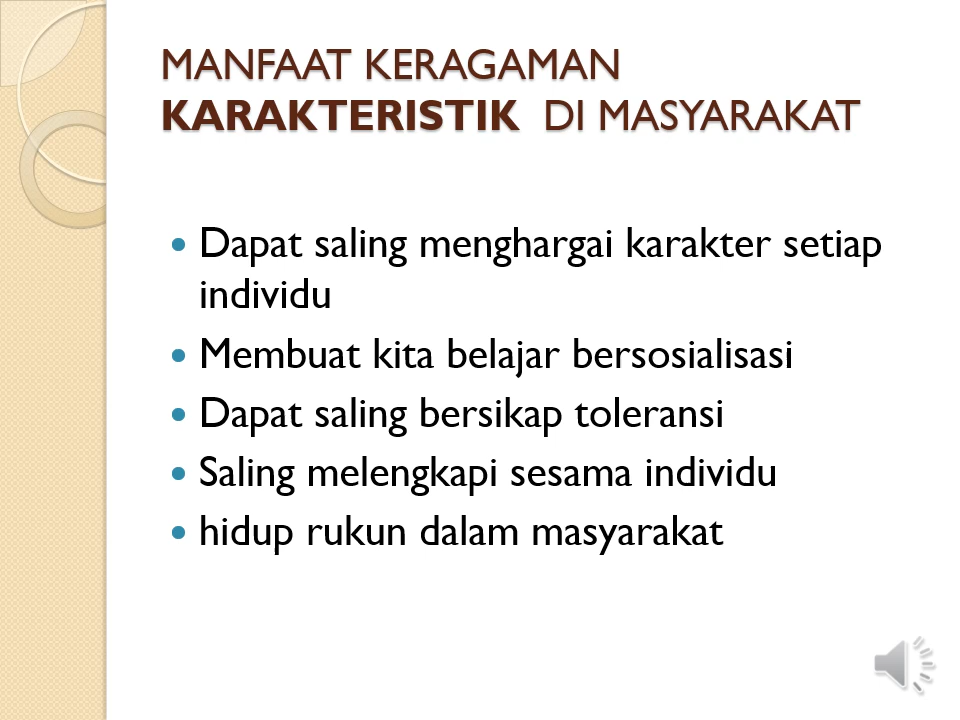 MANFAAT KERAGAMAN
KARAKTERISTIK DI MASYARAKAT
• Dapat saling menghargai karakter setiap
individu
• Membuat kita belajar bersosialisasi
• Dapat saling bersikap toleransi
• Saling melengkapi sesama individu
• hidup rukun dalam masyarakat